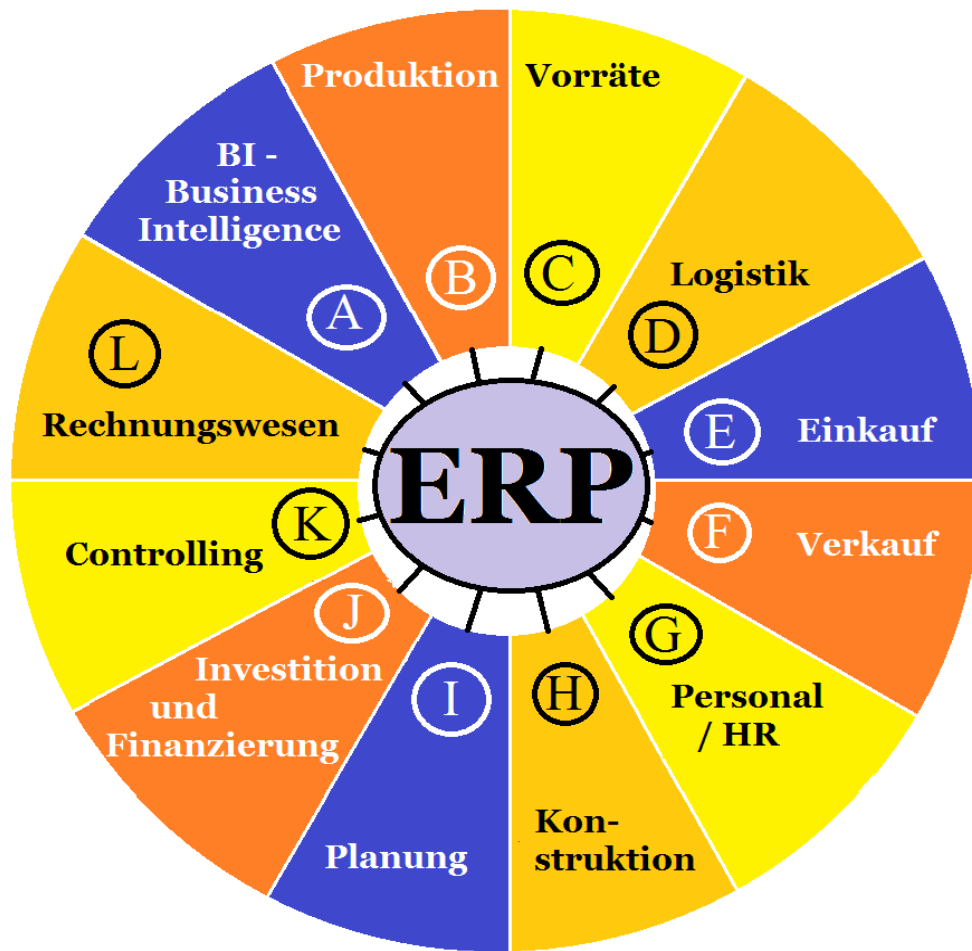 Produktion
B
Vorräte
C
Logistik
D
E
Einkauf
F
Verkauf
G
Personal
/ HR
H
Kon-
struktion
I
Planung
J
Investition
und
Finanzierung
K
Controlling
L
Rechnungswesen
BI -
Business
Intelligence
A
ERP